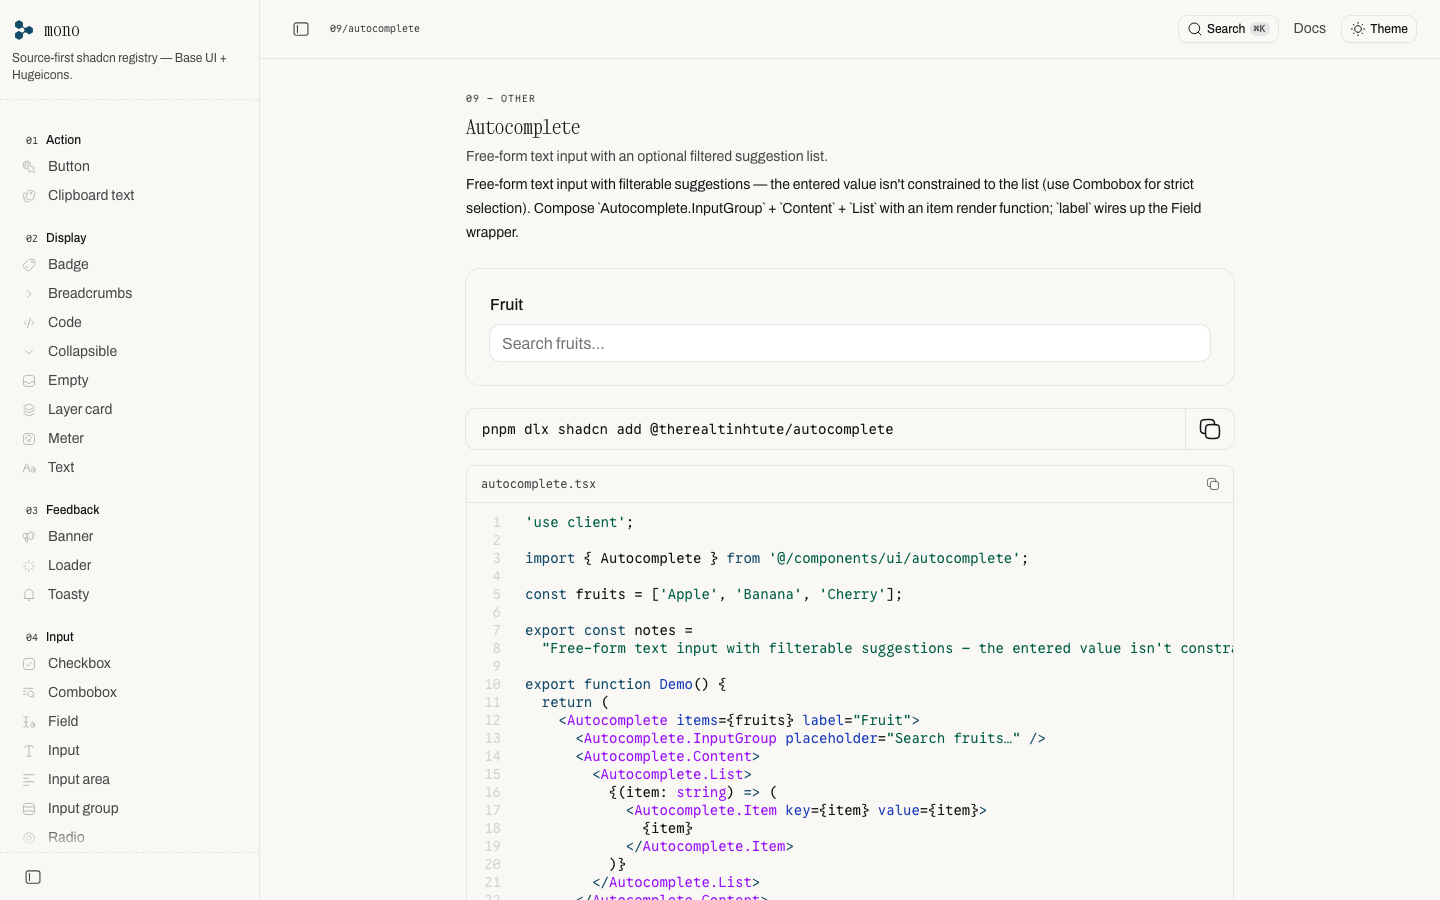 mono
Source-first shadcn registry — Base UI +
Hugeicons.
01 Action
Button
Clipboard text
02 Display
Badge
Breadcrumbs
Code
Collapsible
Empty
Layer card
Meter
Text
03 Feedback
Banner
Loader
Toasty
04 Input
Checkbox
Combobox
Field
Input
Input area
Input group
Radio
09/autocomplete
Search ⌘K
Docs
Theme
09 — OTHER
Autocomplete
Free-form text input with an optional filtered suggestion list.
Free-form text input with filterable suggestions — the entered value isn't constrained to the list (use Combobox for strict
selection). Compose `Autocomplete.InputGroup` + `Content` + `List` with an item render function; `label` wires up the Field
wrapper.
Fruit
Search fruits…
pnpm dlx shadcn add @therealtinhtute/autocomplete
autocomplete.tsx
1 'use client';
2
3 import { Autocomplete } from '@/components/ui/autocomplete';
4
5 const fruits = ['Apple', 'Banana', 'Cherry'];
6
7 export const notes =
8 "Free-form text input with filterable suggestions — the entered value isn't constra
9
10 export function Demo() {
11 return (
12 <Autocomplete items={fruits} label="Fruit">
13 <Autocomplete.InputGroup placeholder="Search fruits…" />
14 <Autocomplete.Content>
15 <Autocomplete.List>
16 {(item: string) => (
17 <Autocomplete.Item key={item} value={item}>
18 {item}
19 </Autocomplete.Item>
20 )}
21 </Autocomplete.List>
22 </Autocomplete.Content>